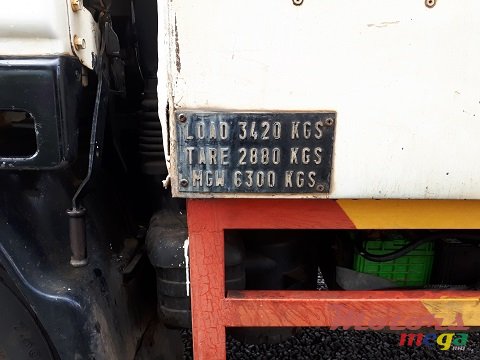 LOAD 3420 KGS
TARE 2880 KGS
MGW 6300 KGS
mega